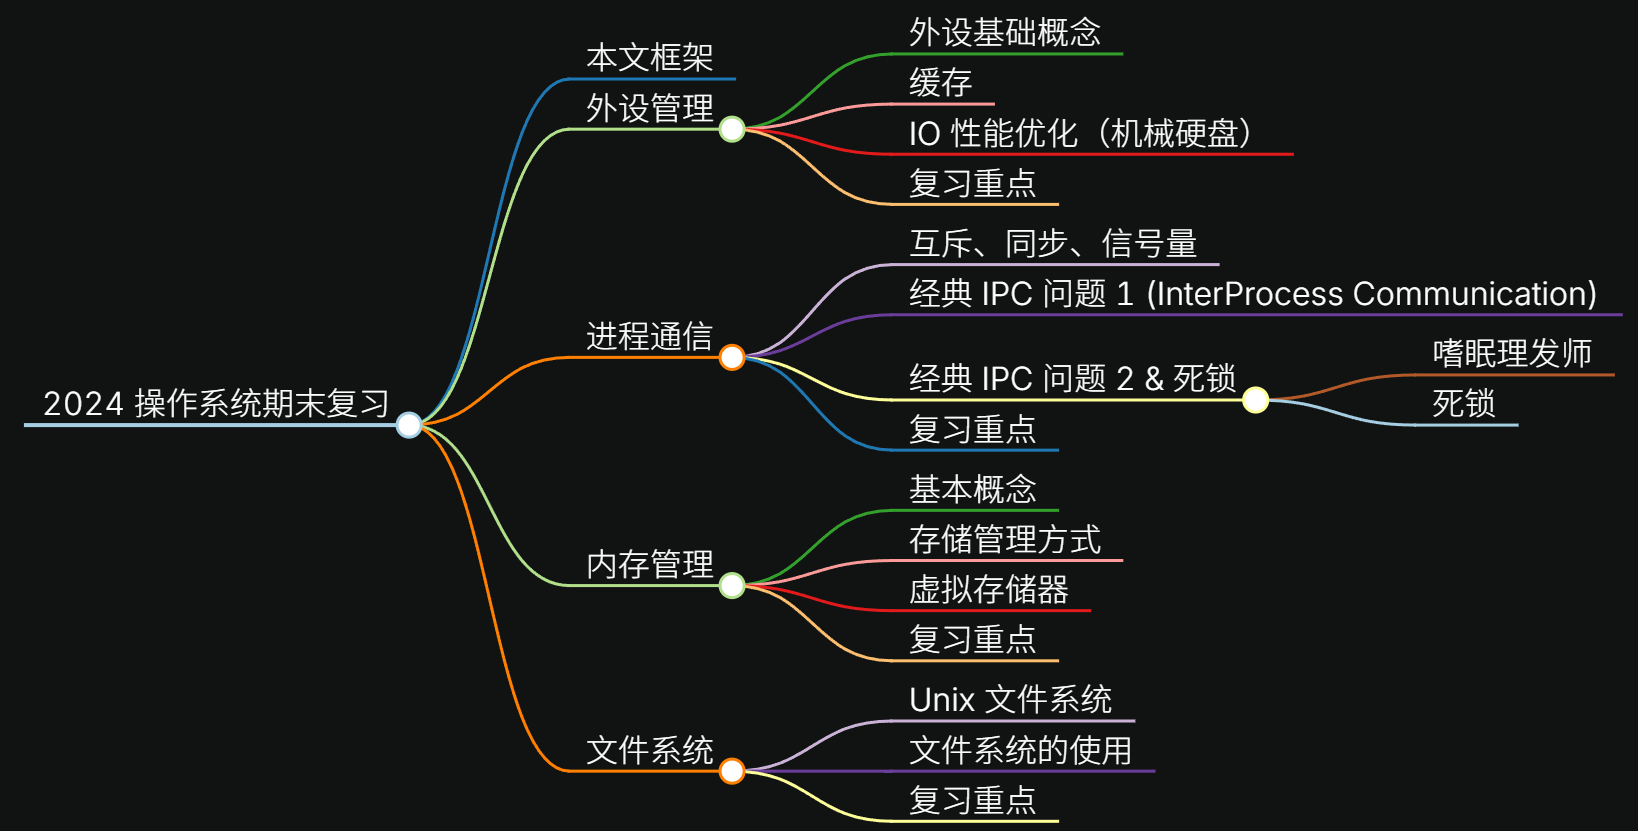 2024 操作系统期末复习
本文框架
外设管理
外设基础概念
缓存
IO 性能优化（机械硬盘）
复习重点
进程通信
互斥、同步、信号量
经典 IPC 问题 1 (InterProcess Communication)
经典 IPC 问题 2 & 死锁
嗜眠理发师
死锁
复习重点
内存管理
基本概念
存储管理方式
虚拟存储器
复习重点
文件系统
Unix 文件系统
文件系统的使用
复习重点